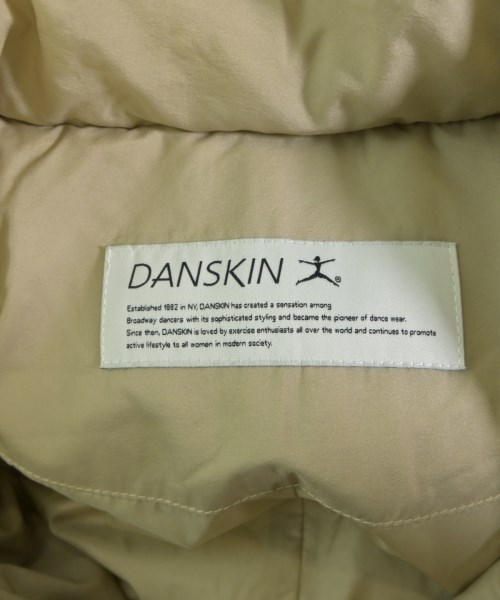 DANSKIN ®
Established 1882 in NY, DANSKIN has created a sensation among
Broadway dancers with its sophisticated styling and became the pioneer of dance wear.
Since then, DANSKIN is loved by exercise enthusiasts all over the world and continues to promote
active lifestyle to all women in modern society.